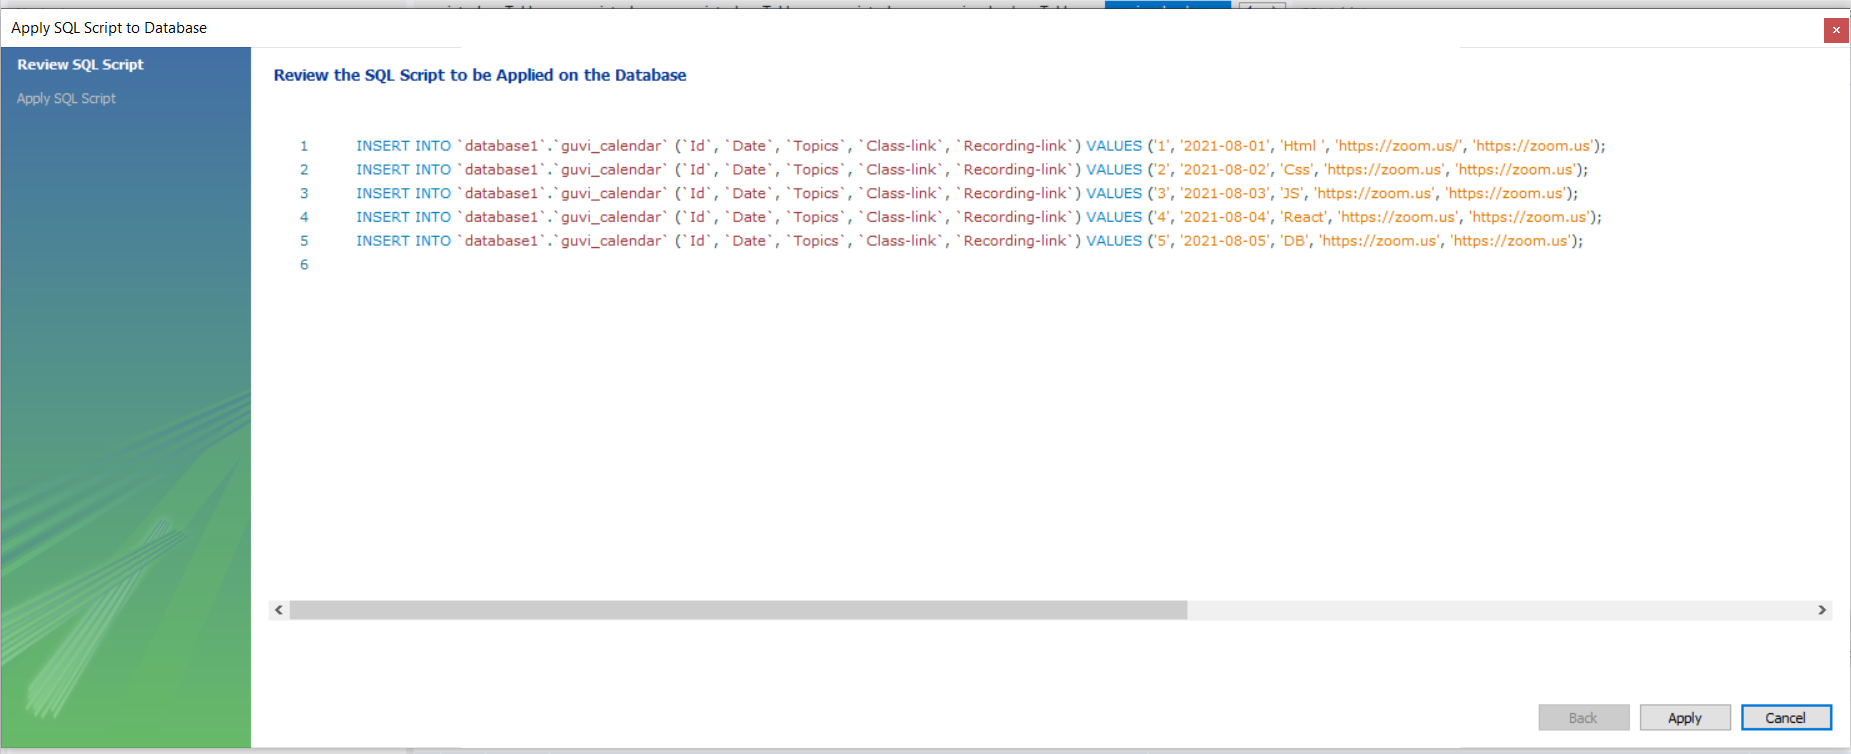 Apply SQL Script to Database
Review SQL Script
Apply SQL Script
Review the SQL Script to be Applied on the Database
1 INSERT INTO `database1`.`guvi_calendar` (`Id`, `Date`, `Topics`, `Class-link`, `Recording-link`) VALUES ('1', '2021-08-01', 'Html ', 'https://zoom.us/', 'https://zoom.us');
2 INSERT INTO `database1`.`guvi_calendar` (`Id`, `Date`, `Topics`, `Class-link`, `Recording-link`) VALUES ('2', '2021-08-02', 'Css', 'https://zoom.us', 'https://zoom.us');
3 INSERT INTO `database1`.`guvi_calendar` (`Id`, `Date`, `Topics`, `Class-link`, `Recording-link`) VALUES ('3', '2021-08-03', 'JS', 'https://zoom.us', 'https://zoom.us');
4 INSERT INTO `database1`.`guvi_calendar` (`Id`, `Date`, `Topics`, `Class-link`, `Recording-link`) VALUES ('4', '2021-08-04', 'React', 'https://zoom.us', 'https://zoom.us');
5 INSERT INTO `database1`.`guvi_calendar` (`Id`, `Date`, `Topics`, `Class-link`, `Recording-link`) VALUES ('5', '2021-08-05', 'DB', 'https://zoom.us', 'https://zoom.us');
6
Back Apply Cancel